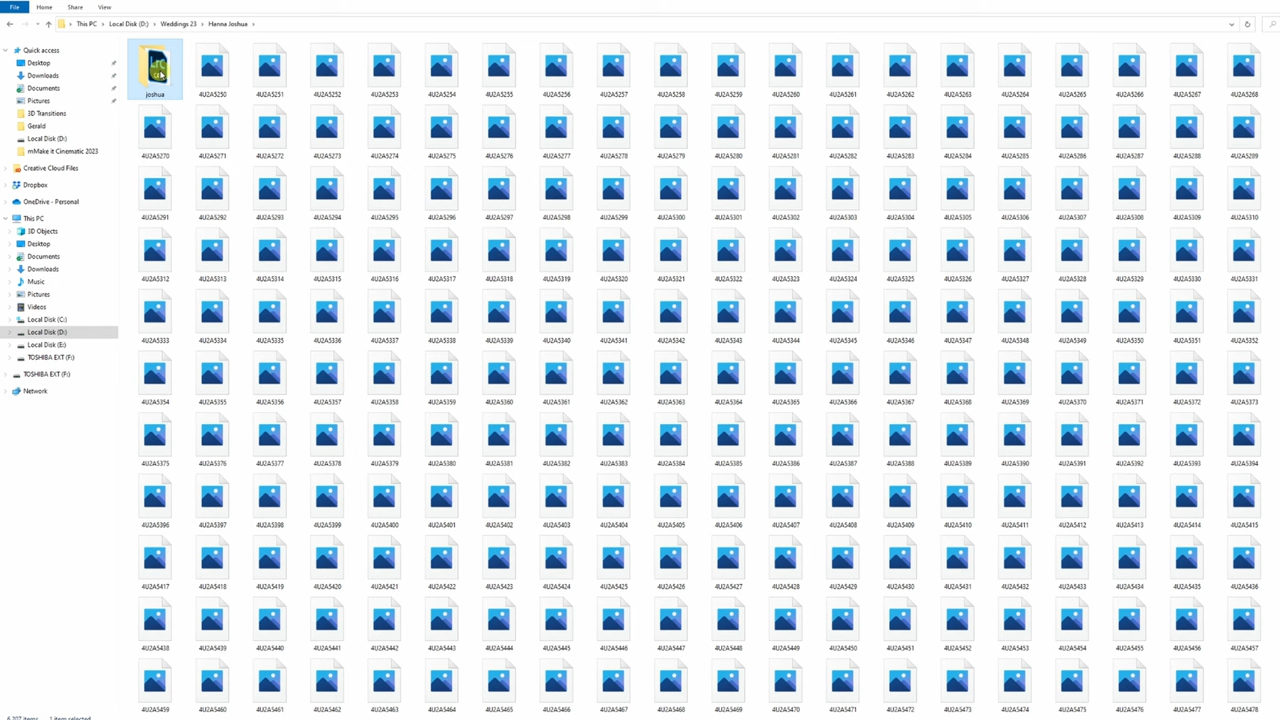 File Home Share View
This PC > Local Disk (D:) > Weddings 23 > Hanna Joshua >
Quick access
Desktop
Downloads
Documents
Pictures
3D Transitions
Gerald
Local Disk (D:)
mMake it Cinematic 2023
Creative Cloud Files
Dropbox
OneDrive - Personal
This PC
3D Objects
Desktop
Documents
Downloads
Music
Pictures
Videos
Local Disk (C:)
Local Disk (D:)
Local Disk (E:)
TOSHIBA EXT (F:)
TOSHIBA EXT (F:)
Network
Lrc
joshua 4U2A5250 4U2A5251 4U2A5252 4U2A5253 4U2A5254 4U2A5255 4U2A5256 4U2A5257 4U2A5258 4U2A5259 4U2A5260 4U2A5261 4U2A5262 4U2A5263 4U2A5264 4U2A5265 4U2A5266 4U2A5267 4U2A5268
4U2A5270 4U2A5271 4U2A5272 4U2A5273 4U2A5274 4U2A5275 4U2A5276 4U2A5277 4U2A5278 4U2A5279 4U2A5280 4U2A5281 4U2A5282 4U2A5283 4U2A5284 4U2A5285 4U2A5286 4U2A5287 4U2A5288 4U2A5289
4U2A5291 4U2A5292 4U2A5293 4U2A5294 4U2A5295 4U2A5296 4U2A5297 4U2A5298 4U2A5299 4U2A5300 4U2A5301 4U2A5302 4U2A5303 4U2A5304 4U2A5305 4U2A5306 4U2A5307 4U2A5308 4U2A5309 4U2A5310
4U2A5312 4U2A5313 4U2A5314 4U2A5315 4U2A5316 4U2A5317 4U2A5318 4U2A5319 4U2A5320 4U2A5321 4U2A5322 4U2A5323 4U2A5324 4U2A5325 4U2A5326 4U2A5327 4U2A5328 4U2A5329 4U2A5330 4U2A5331
4U2A5333 4U2A5334 4U2A5335 4U2A5336 4U2A5337 4U2A5338 4U2A5339 4U2A5340 4U2A5341 4U2A5342 4U2A5343 4U2A5344 4U2A5345 4U2A5346 4U2A5347 4U2A5348 4U2A5349 4U2A5350 4U2A5351 4U2A5352
4U2A5354 4U2A5355 4U2A5356 4U2A5357 4U2A5358 4U2A5359 4U2A5360 4U2A5361 4U2A5362 4U2A5363 4U2A5364 4U2A5365 4U2A5366 4U2A5367 4U2A5368 4U2A5369 4U2A5370 4U2A5371 4U2A5372 4U2A5373
4U2A5375 4U2A5376 4U2A5377 4U2A5378 4U2A5379 4U2A5380 4U2A5381 4U2A5382 4U2A5383 4U2A5384 4U2A5385 4U2A5386 4U2A5387 4U2A5388 4U2A5389 4U2A5390 4U2A5391 4U2A5392 4U2A5393 4U2A5394
4U2A5396 4U2A5397 4U2A5398 4U2A5399 4U2A5400 4U2A5401 4U2A5402 4U2A5403 4U2A5404 4U2A5405 4U2A5406 4U2A5407 4U2A5408 4U2A5409 4U2A5410 4U2A5411 4U2A5412 4U2A5413 4U2A5414 4U2A5415
4U2A5417 4U2A5418 4U2A5419 4U2A5420 4U2A5421 4U2A5422 4U2A5423 4U2A5424 4U2A5425 4U2A5426 4U2A5427 4U2A5428 4U2A5429 4U2A5430 4U2A5431 4U2A5432 4U2A5433 4U2A5434 4U2A5435 4U2A5436
4U2A5438 4U2A5439 4U2A5440 4U2A5441 4U2A5442 4U2A5443 4U2A5444 4U2A5445 4U2A5446 4U2A5447 4U2A5448 4U2A5449 4U2A5450 4U2A5451 4U2A5452 4U2A5453 4U2A5454 4U2A5455 4U2A5456 4U2A5457
4U2A5459 4U2A5460 4U2A5461 4U2A5462 4U2A5463 4U2A5464 4U2A5465 4U2A5466 4U2A5467 4U2A5468 4U2A5469 4U2A5470 4U2A5471 4U2A5472 4U2A5473 4U2A5474 4U2A5475 4U2A5476 4U2A5477 4U2A5478
items 1 item selected